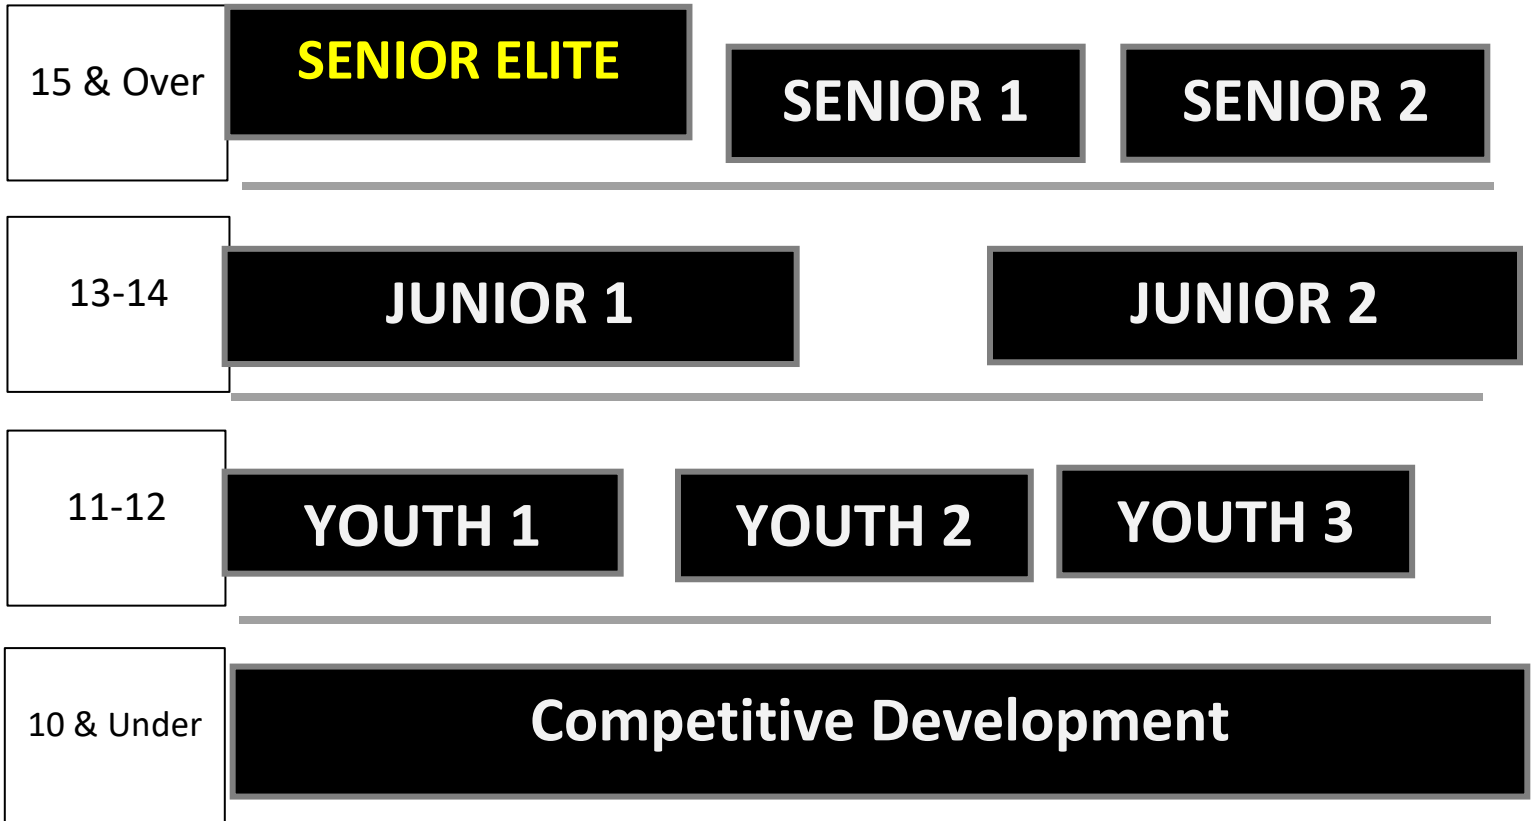 15 & Over
SENIOR ELITE
SENIOR 1
SENIOR 2
13-14
JUNIOR 1
JUNIOR 2
11-12
YOUTH 1
YOUTH 2
YOUTH 3
10 & Under
Competitive Development